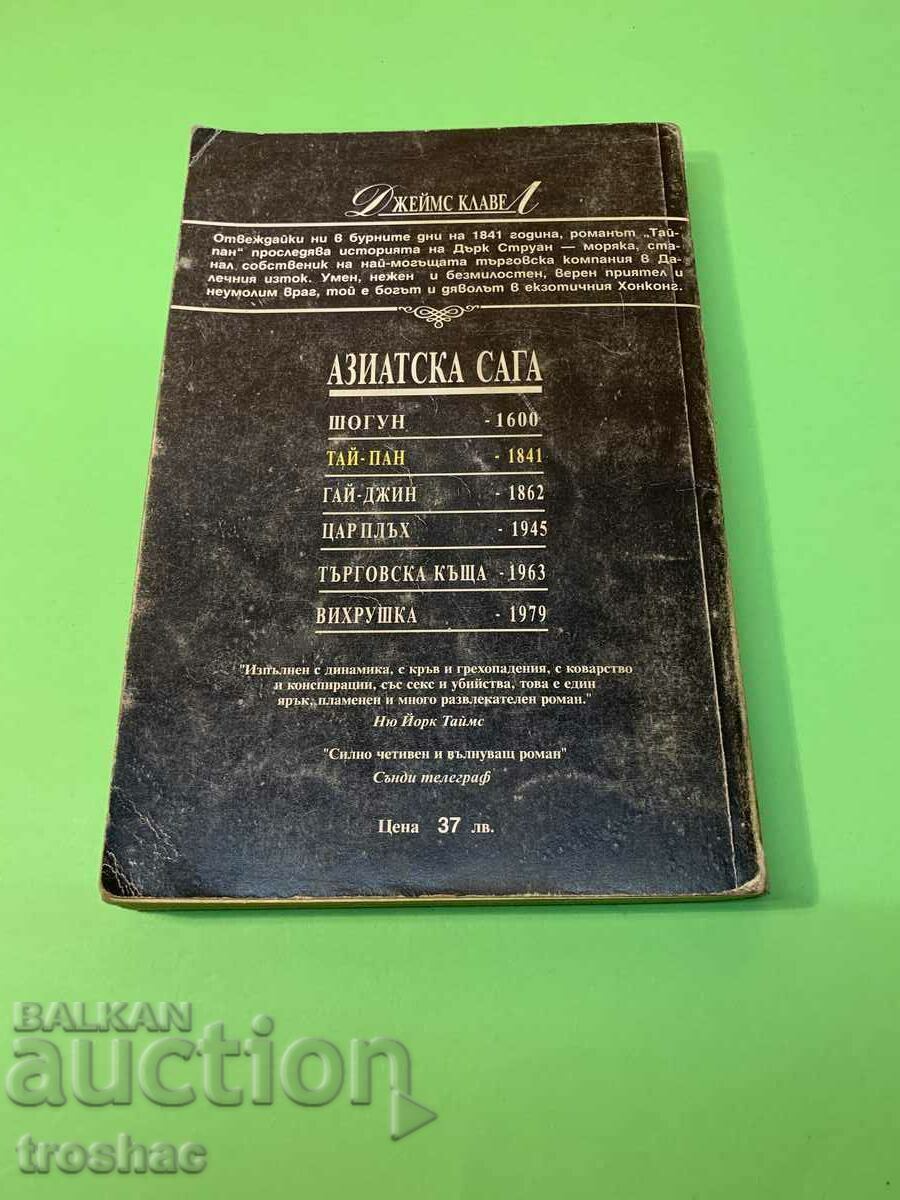 ДЖЕЙМС КЛАВЕЛ
Отвеждайки ни в бурните дни на 1841 година, романът „Тай-
пан“ проследява историята на Дърк Струан — моряка, ста-
нал собственик на най-могъщата търговска компания в Да-
лечния изток. Умен, нежен и безмилостен, верен приятел и
неумолим враг, той е богът и дяволът в екзотичния Хонконг.
АЗИАТСКА САГА
ШОГУН - 1600
ТАЙ-ПАН - 1841
ГАЙ-ДЖИН - 1862
ЦАР ПЛЪХ - 1945
ТЪРГОВСКА КЪЩА - 1963
ВИХРУШКА - 1979
"Изпълнен с динамика, с кръв и грехопадения, с коварство
и конспирации, със секс и убийства, това е един
ярък, пламенен и много развлекателен роман."
Ню Йорк Таймс
"Силно четивен и вълнуващ роман"
Сънди телеграф
Цена 37 лв.
BALKAN
auction
troshac